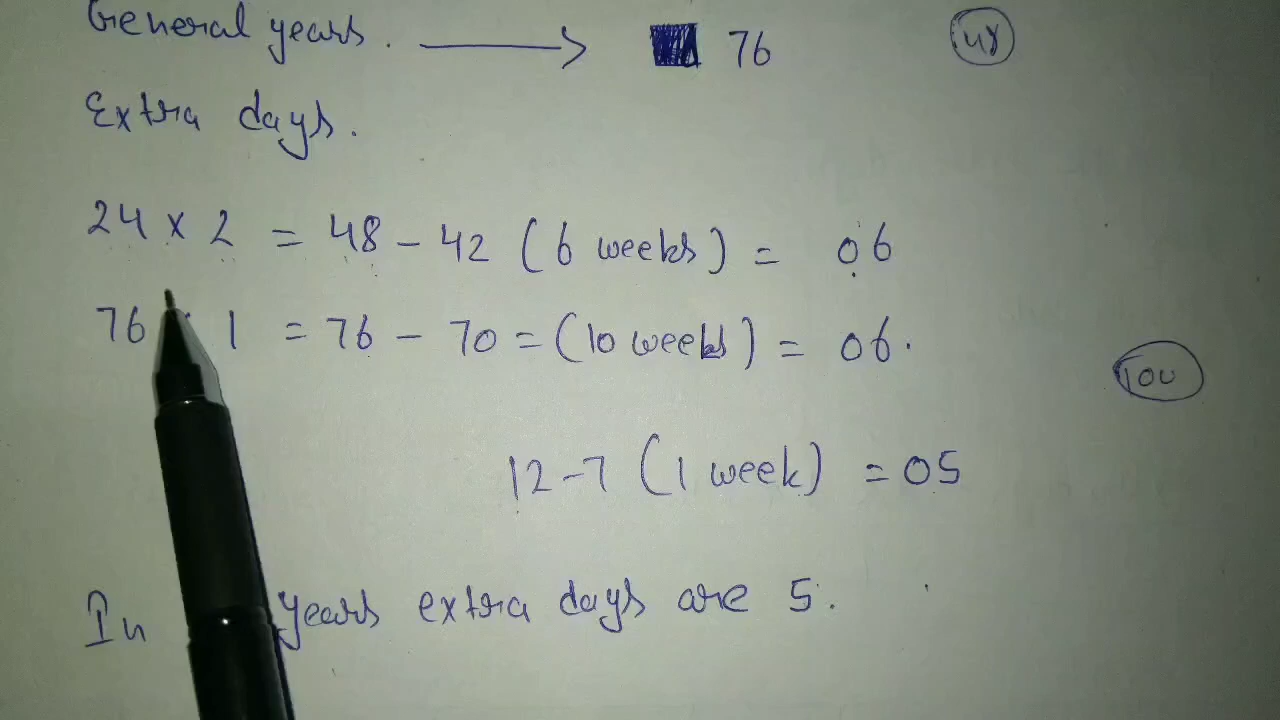 General years. → 76 48
Extra days.
24 x 2 = 48 - 42 (6 weeks) = 06
76 1 = 76 - 70 = (10 weeks) = 06.
100
12 - 7 (1 week) = 05
In years extra days are 5.